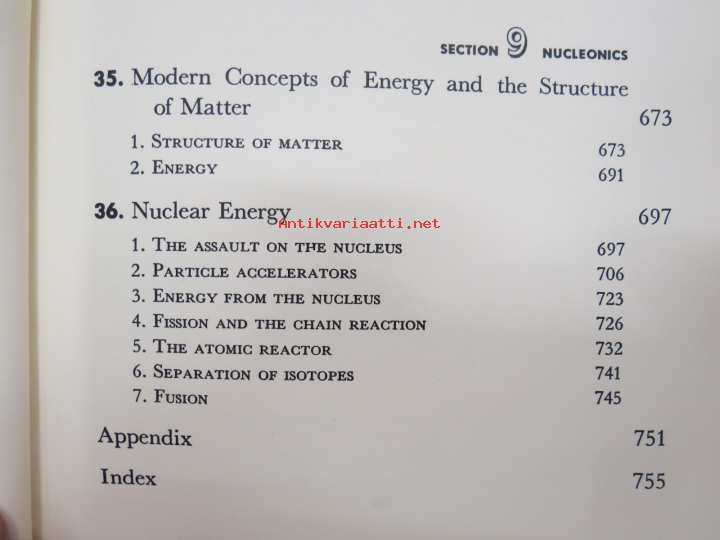 SECTION 9 NUCLEONICS
35. Modern Concepts of Energy and the Structure
of Matter 673
1. STRUCTURE OF MATTER 673
2. ENERGY 691
36. Nuclear Energy 697
Antikvariaatti.net
1. THE ASSAULT ON THE NUCLEUS 697
2. PARTICLE ACCELERATORS 706
3. ENERGY FROM THE NUCLEUS 723
4. FISSION AND THE CHAIN REACTION 726
5. THE ATOMIC REACTOR 732
6. SEPARATION OF ISOTOPES 741
7. FUSION 745
Appendix 751
Index 755